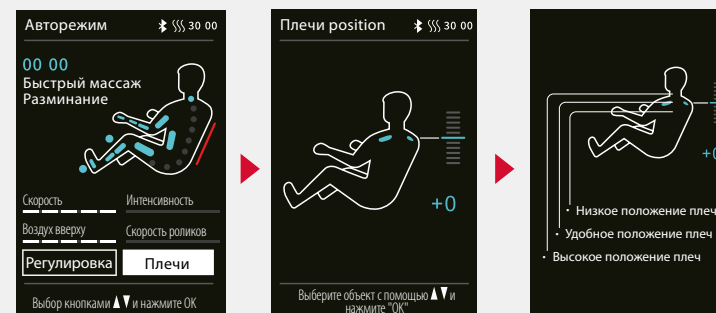 Авторежим 30 00
00 00
Быстрый массаж
Разминание
Скорость Интенсивность
Воздух вверху Скорость роликов
Регулировка Плечи
Выбор кнопками ▲▼ и нажмите ОК
Плечи position 30 00
+0
Выберите объект с помощью ▲▼ и
нажмите "ОК"
+0
· Низкое положение плеч
· Удобное положение плеч
· Высокое положение плеч